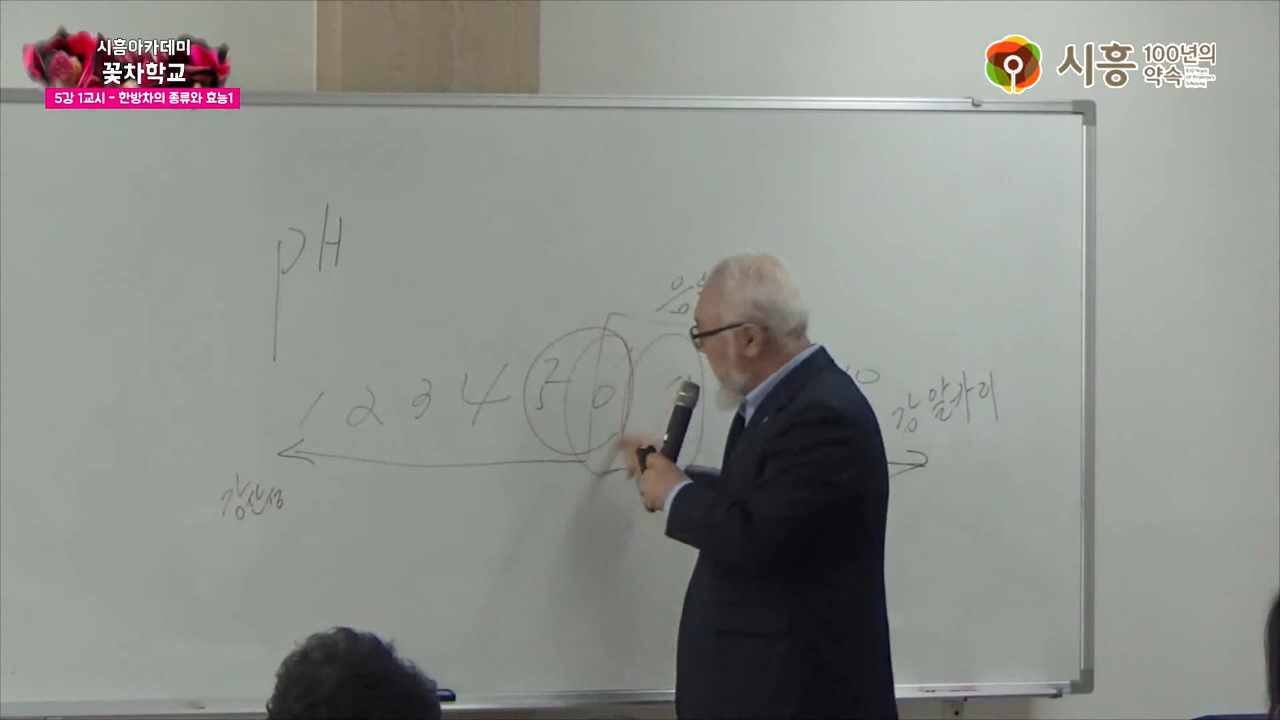 시흥아카데미
꽃차학교
5강 1교시 - 한방차의 종류와 효능1
시흥 100년의
약속
pH
음
1 2 3 4 5 6 10
강알카리
강산성